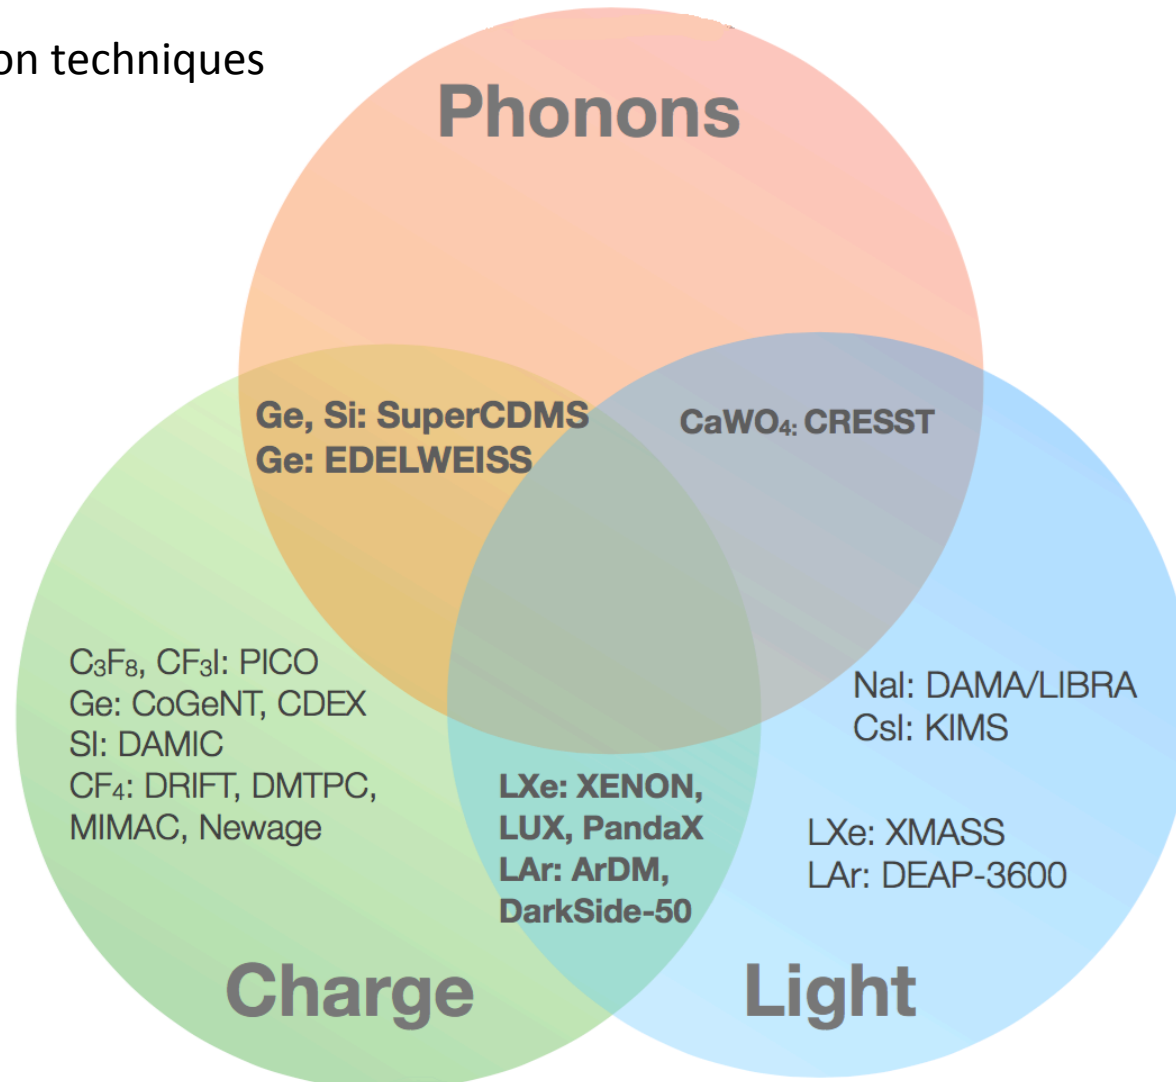 on techniques
Phonons
Ge, Si: SuperCDMS
Ge: EDELWEISS
CaWO₄: CRESST
C₃F₈, CF₃I: PICO
Ge: CoGeNT, CDEX
SI: DAMIC
CF₄: DRIFT, DMTPC,
MIMAC, Newage
LXe: XENON,
LUX, PandaX
LAr: ArDM,
DarkSide-50
NaI: DAMA/LIBRA
CsI: KIMS
LXe: XMASS
LAr: DEAP-3600
Charge
Light